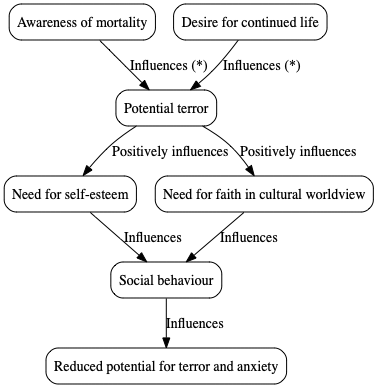 Awareness of mortality
Desire for continued life
Influences (*)
Influences (*)
Potential terror
Positively influences
Positively influences
Need for self-esteem
Need for faith in cultural worldview
Influences
Influences
Social behaviour
Influences
Reduced potential for terror and anxiety